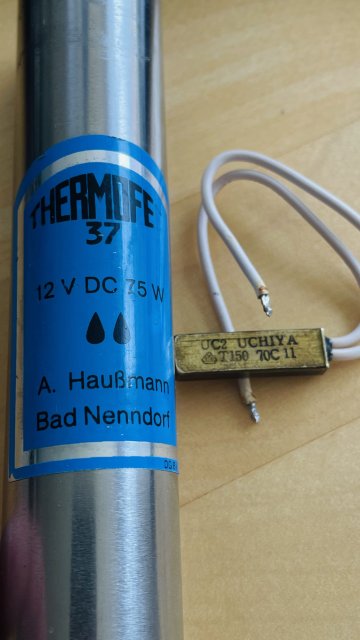 THERMOFE
37
12 V DC 75 W
A. Haußmann
Bad Nenndorf
UC2 UCHIYA
T150 70C 11